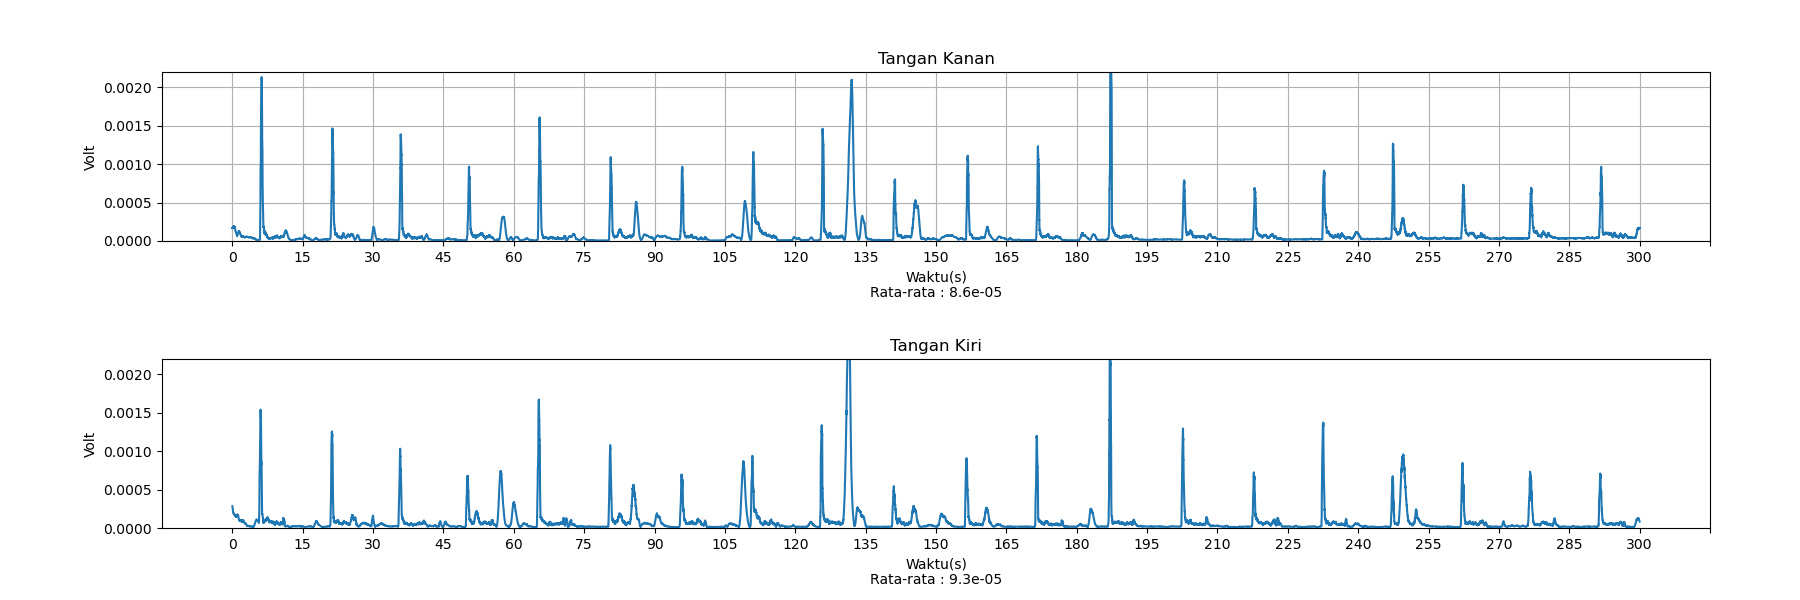 Tangan Kanan
0.0020
0.0015
0.0010
0.0005
0.0000
Volt
0 15 30 45 60 75 90 105 120 135 150 165 180 195 210 225 240 255 270 285 300
Waktu(s)
Rata-rata : 8.6e-05
Tangan Kiri
0.0020
0.0015
0.0010
0.0005
0.0000
Volt
0 15 30 45 60 75 90 105 120 135 150 165 180 195 210 225 240 255 270 285 300
Waktu(s)
Rata-rata : 9.3e-05